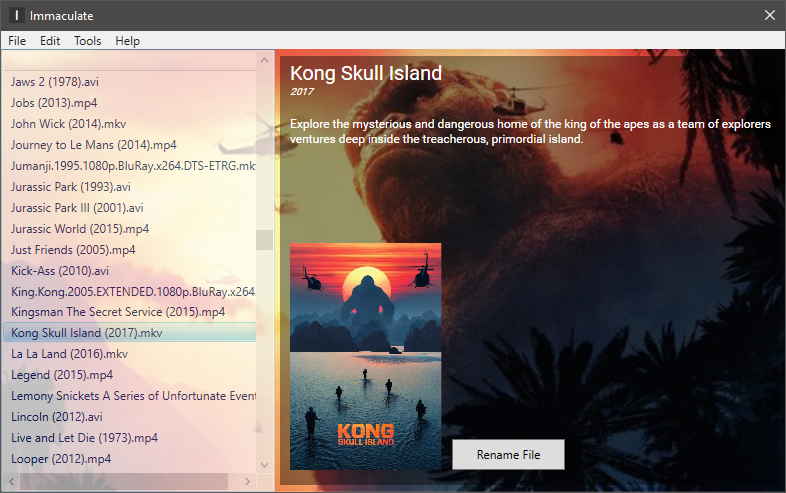 I Immaculate
File Edit Tools Help
Jaws 2 (1978).avi
Jobs (2013).mp4
John Wick (2014).mkv
Journey to Le Mans (2014).mp4
Jumanji.1995.1080p.BluRay.x264.DTS-ETRG.mkv
Jurassic Park (1993).avi
Jurassic Park III (2001).avi
Jurassic World (2015).mp4
Just Friends (2005).mp4
Kick-Ass (2010).avi
King.Kong.2005.EXTENDED.1080p.BluRay.x264.
Kingsman The Secret Service (2015).mp4
Kong Skull Island (2017).mkv
La La Land (2016).mkv
Legend (2015).mp4
Lemony Snickets A Series of Unfortunate Event
Lincoln (2012).avi
Live and Let Die (1973).mp4
Looper (2012).mp4
Kong Skull Island
2017
Explore the mysterious and dangerous home of the king of the apes as a team of explorers
ventures deep inside the treacherous, primordial island.
KONG
SKULL ISLAND
Rename File